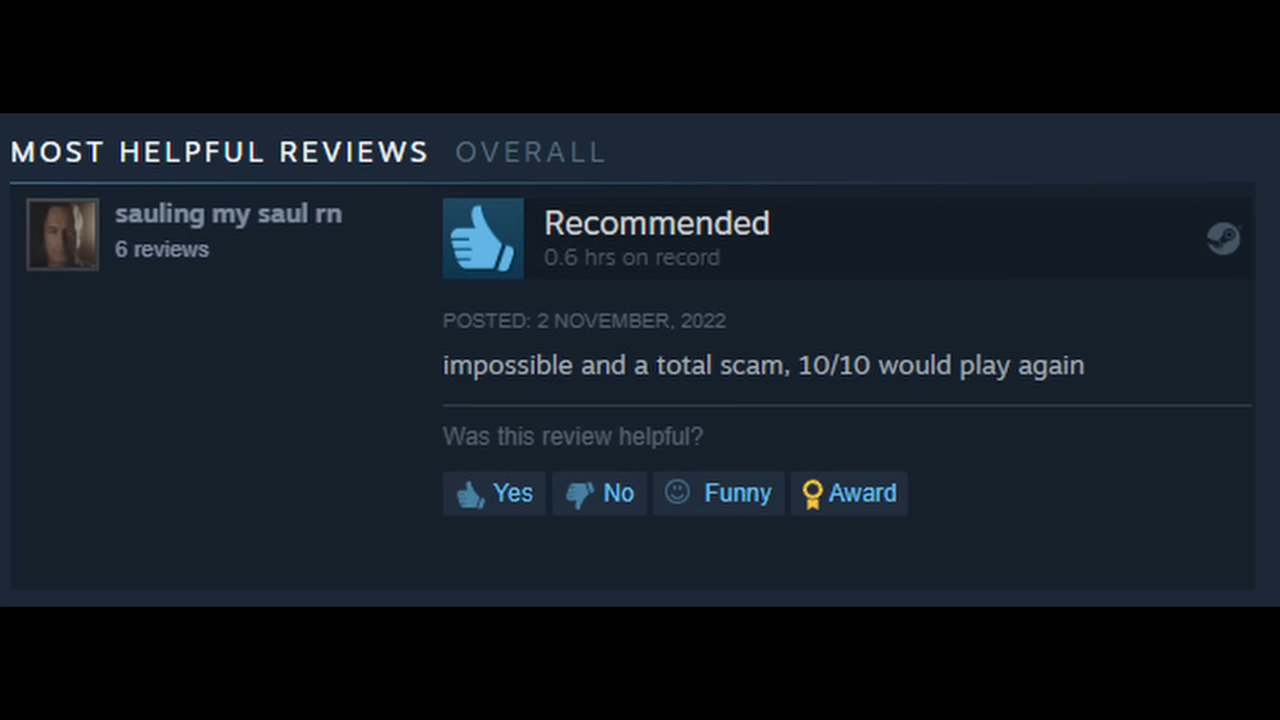 MOST HELPFUL REVIEWS OVERALL
sauling my saul rn
6 reviews
Recommended
0.6 hrs on record
POSTED: 2 NOVEMBER, 2022
impossible and a total scam, 10/10 would play again
Was this review helpful?
Yes No Funny Award